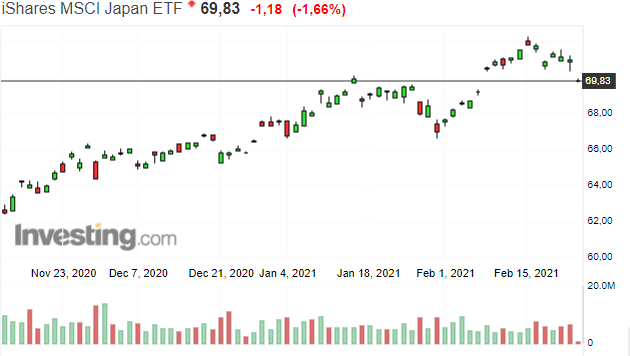 iShares MSCI Japan ETF 69,83 -1,18 (-1,66%)
69,83
68.00
66.00
64.00
62.00
60.00
Investing.com
Nov 23, 2020 Dec 7, 2020 Dec 21, 2020 Jan 4, 2021 Jan 18, 2021 Feb 1, 2021 Feb 15, 2021
20.0M
0